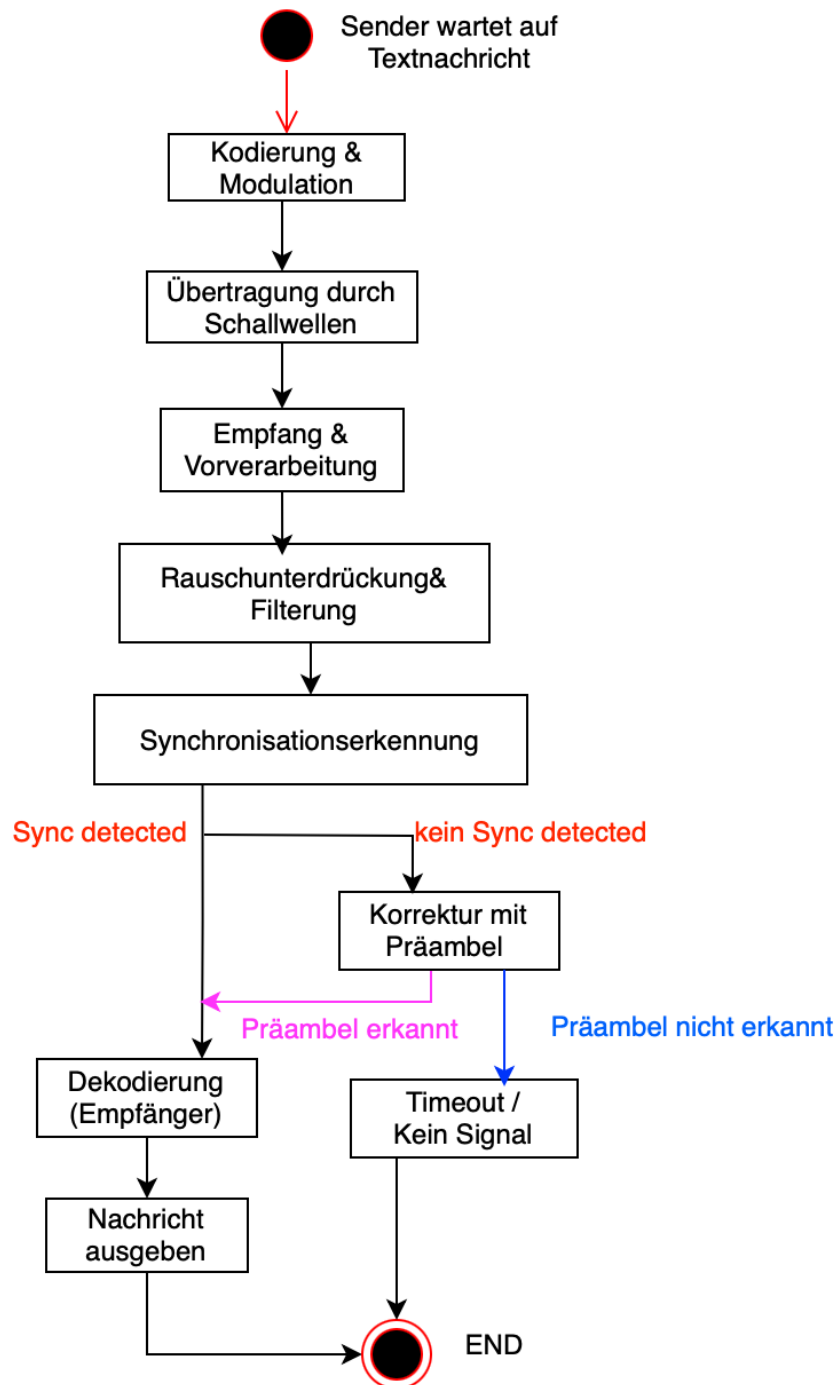 Sender wartet auf
Textnachricht
Kodierung &
Modulation
Übertragung durch
Schallwellen
Empfang &
Vorverarbeitung
Rauschunterdrückung&
Filterung
Synchronisationserkennung
Sync detected
kein Sync detected
Korrektur mit
Präambel
Präambel erkannt
Präambel nicht erkannt
Dekodierung
(Empfänger)
Timeout /
Kein Signal
Nachricht
ausgeben
END